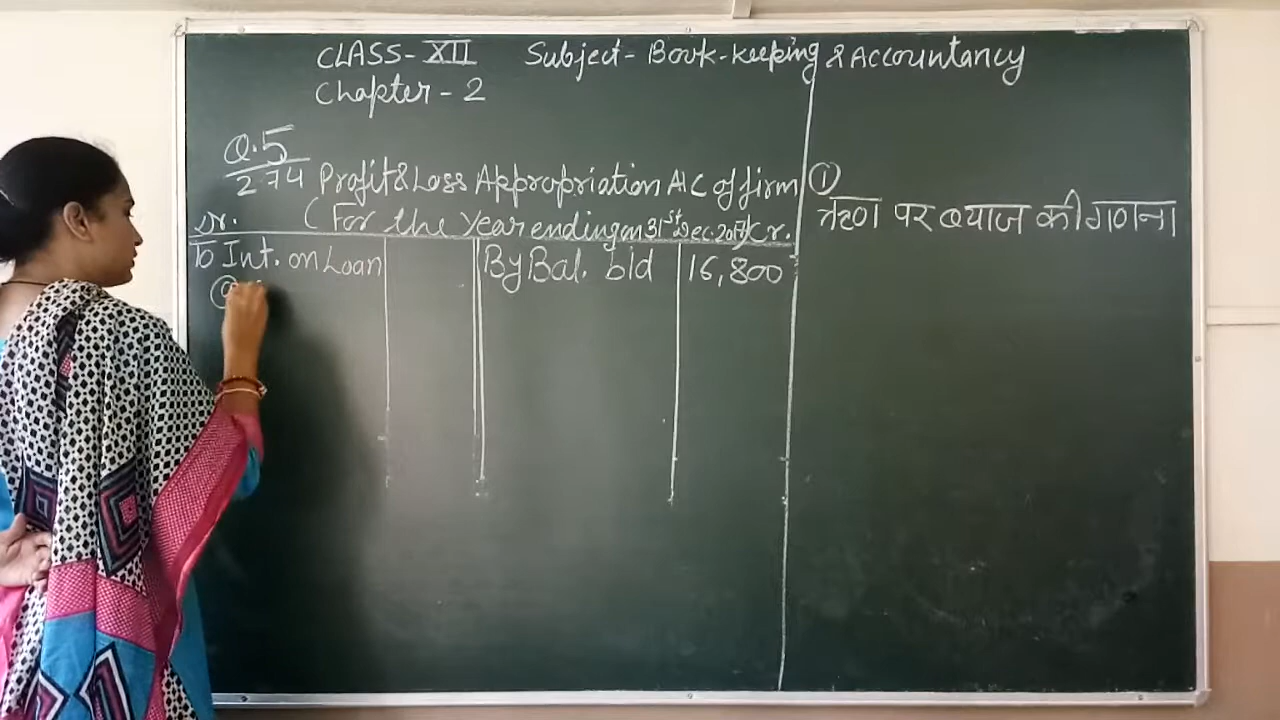 CLASS - XII Subject - Book-keeping & Accountancy
Chapter - 2
Q.5
274
Profit & Loss Appropriation A/C of firm
Dr. (For the Year ending on 31st Dec. Cr.
To Int. on Loan By Bal. b/d 16,800
@
①
ऋण पर ब्याज की गणना